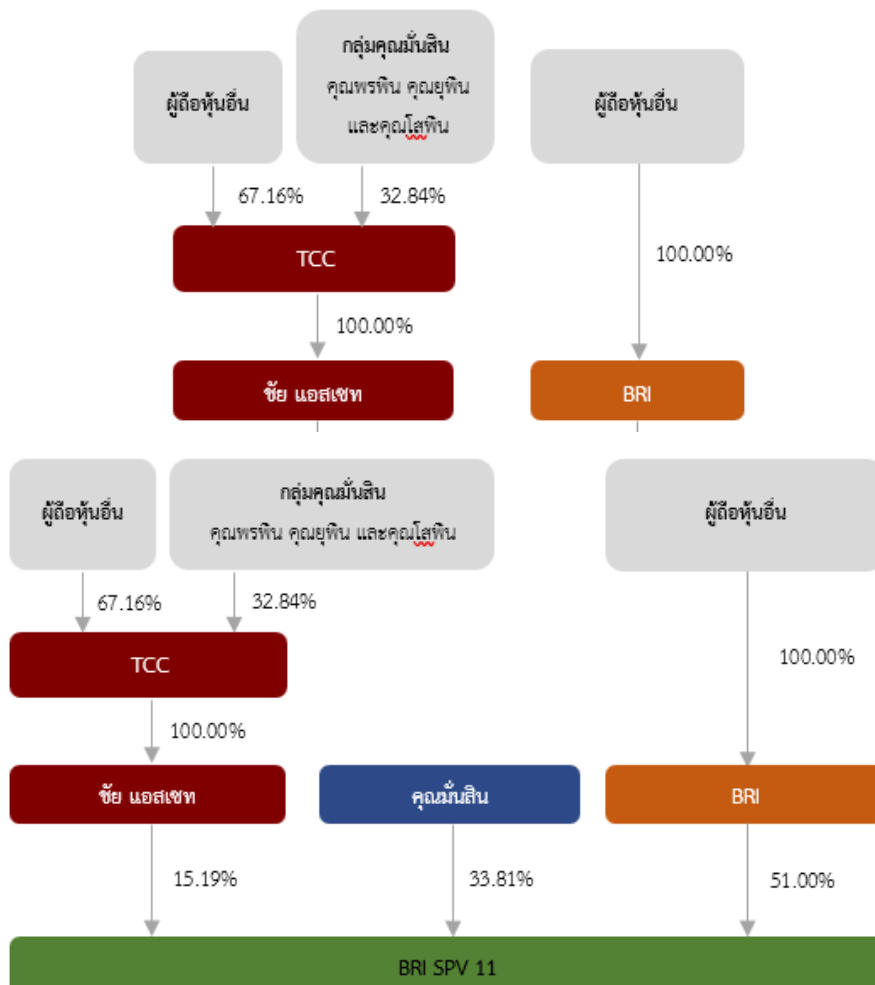 ผู้ถือหุ้นอื่น
กลุ่มคุณมั่นสิน
คุณพรพิน คุณยุพิน
และคุณโสพิน
ผู้ถือหุ้นอื่น
67.16%
32.84%
100.00%
TCC
100.00%
ชัย แอสเซท
BRI
ผู้ถือหุ้นอื่น
กลุ่มคุณมั่นสิน
คุณพรพิน คุณยุพิน และคุณโสพิน
ผู้ถือหุ้นอื่น
67.16%
32.84%
100.00%
TCC
100.00%
ชัย แอสเซท
คุณมั่นสิน
BRI
15.19%
33.81%
51.00%
BRI SPV 11